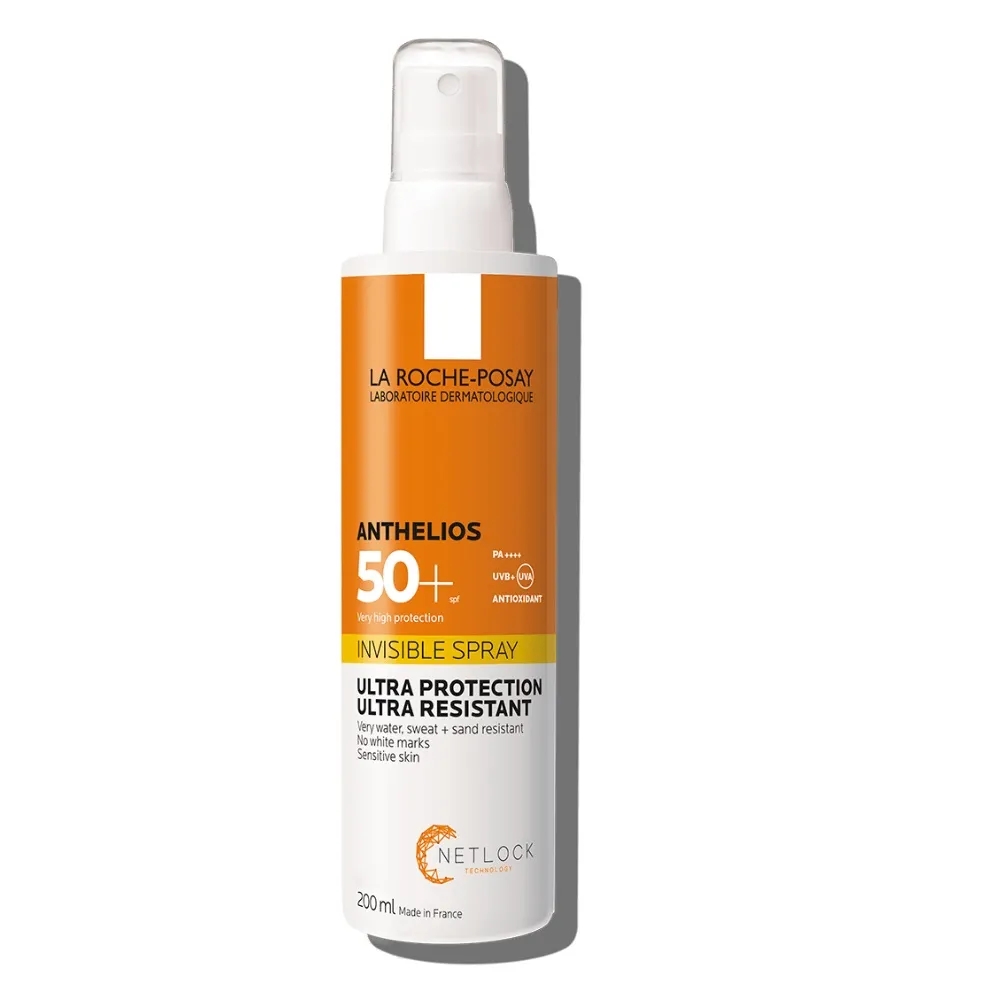 LA ROCHE-POSAY
LABORATOIRE DERMATOLOGIQUE
ANTHELIOS
50+ spf
Very high protection
PA ++++
UVB+ UVA
ANTIOXIDANT
INVISIBLE SPRAY
ULTRA PROTECTION
ULTRA RESISTANT
Very water, sweat + sand resistant
No white marks
Sensitive skin
NETLOCK
TECHNOLOGY
200 ml Made in France